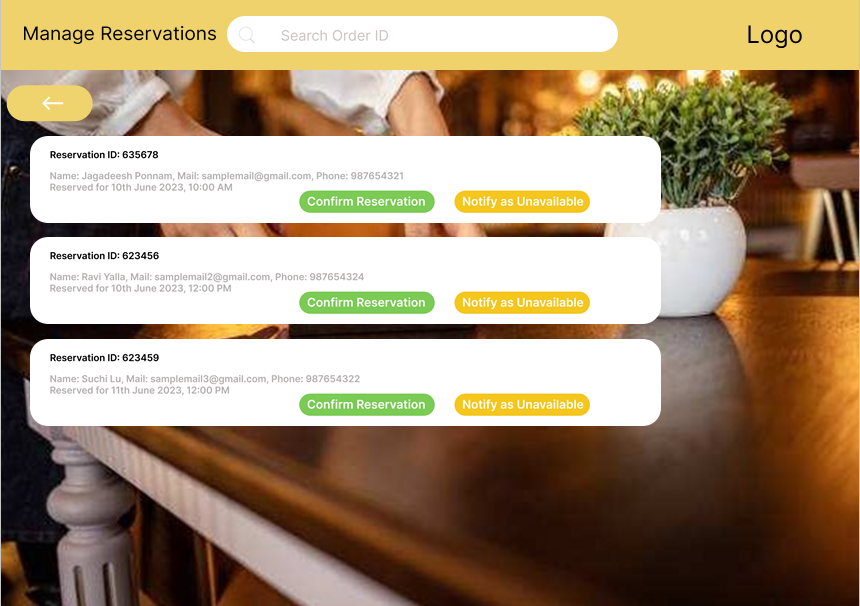 Manage Reservations
Search Order ID
Logo
Reservation ID: 635678
Name: Jagadeesh Ponnam, Mail: samplemail@gmail.com, Phone: 987654321
Reserved for 10th June 2023, 10:00 AM
Confirm Reservation
Notify as Unavailable
Reservation ID: 623456
Name: Ravi Yalla, Mail: samplemail2@gmail.com, Phone: 987654324
Reserved for 10th June 2023, 12:00 PM
Confirm Reservation
Notify as Unavailable
Reservation ID: 623459
Name: Suchi Lu, Mail: samplemail3@gmail.com, Phone: 987654322
Reserved for 11th June 2023, 12:00 PM
Confirm Reservation
Notify as Unavailable